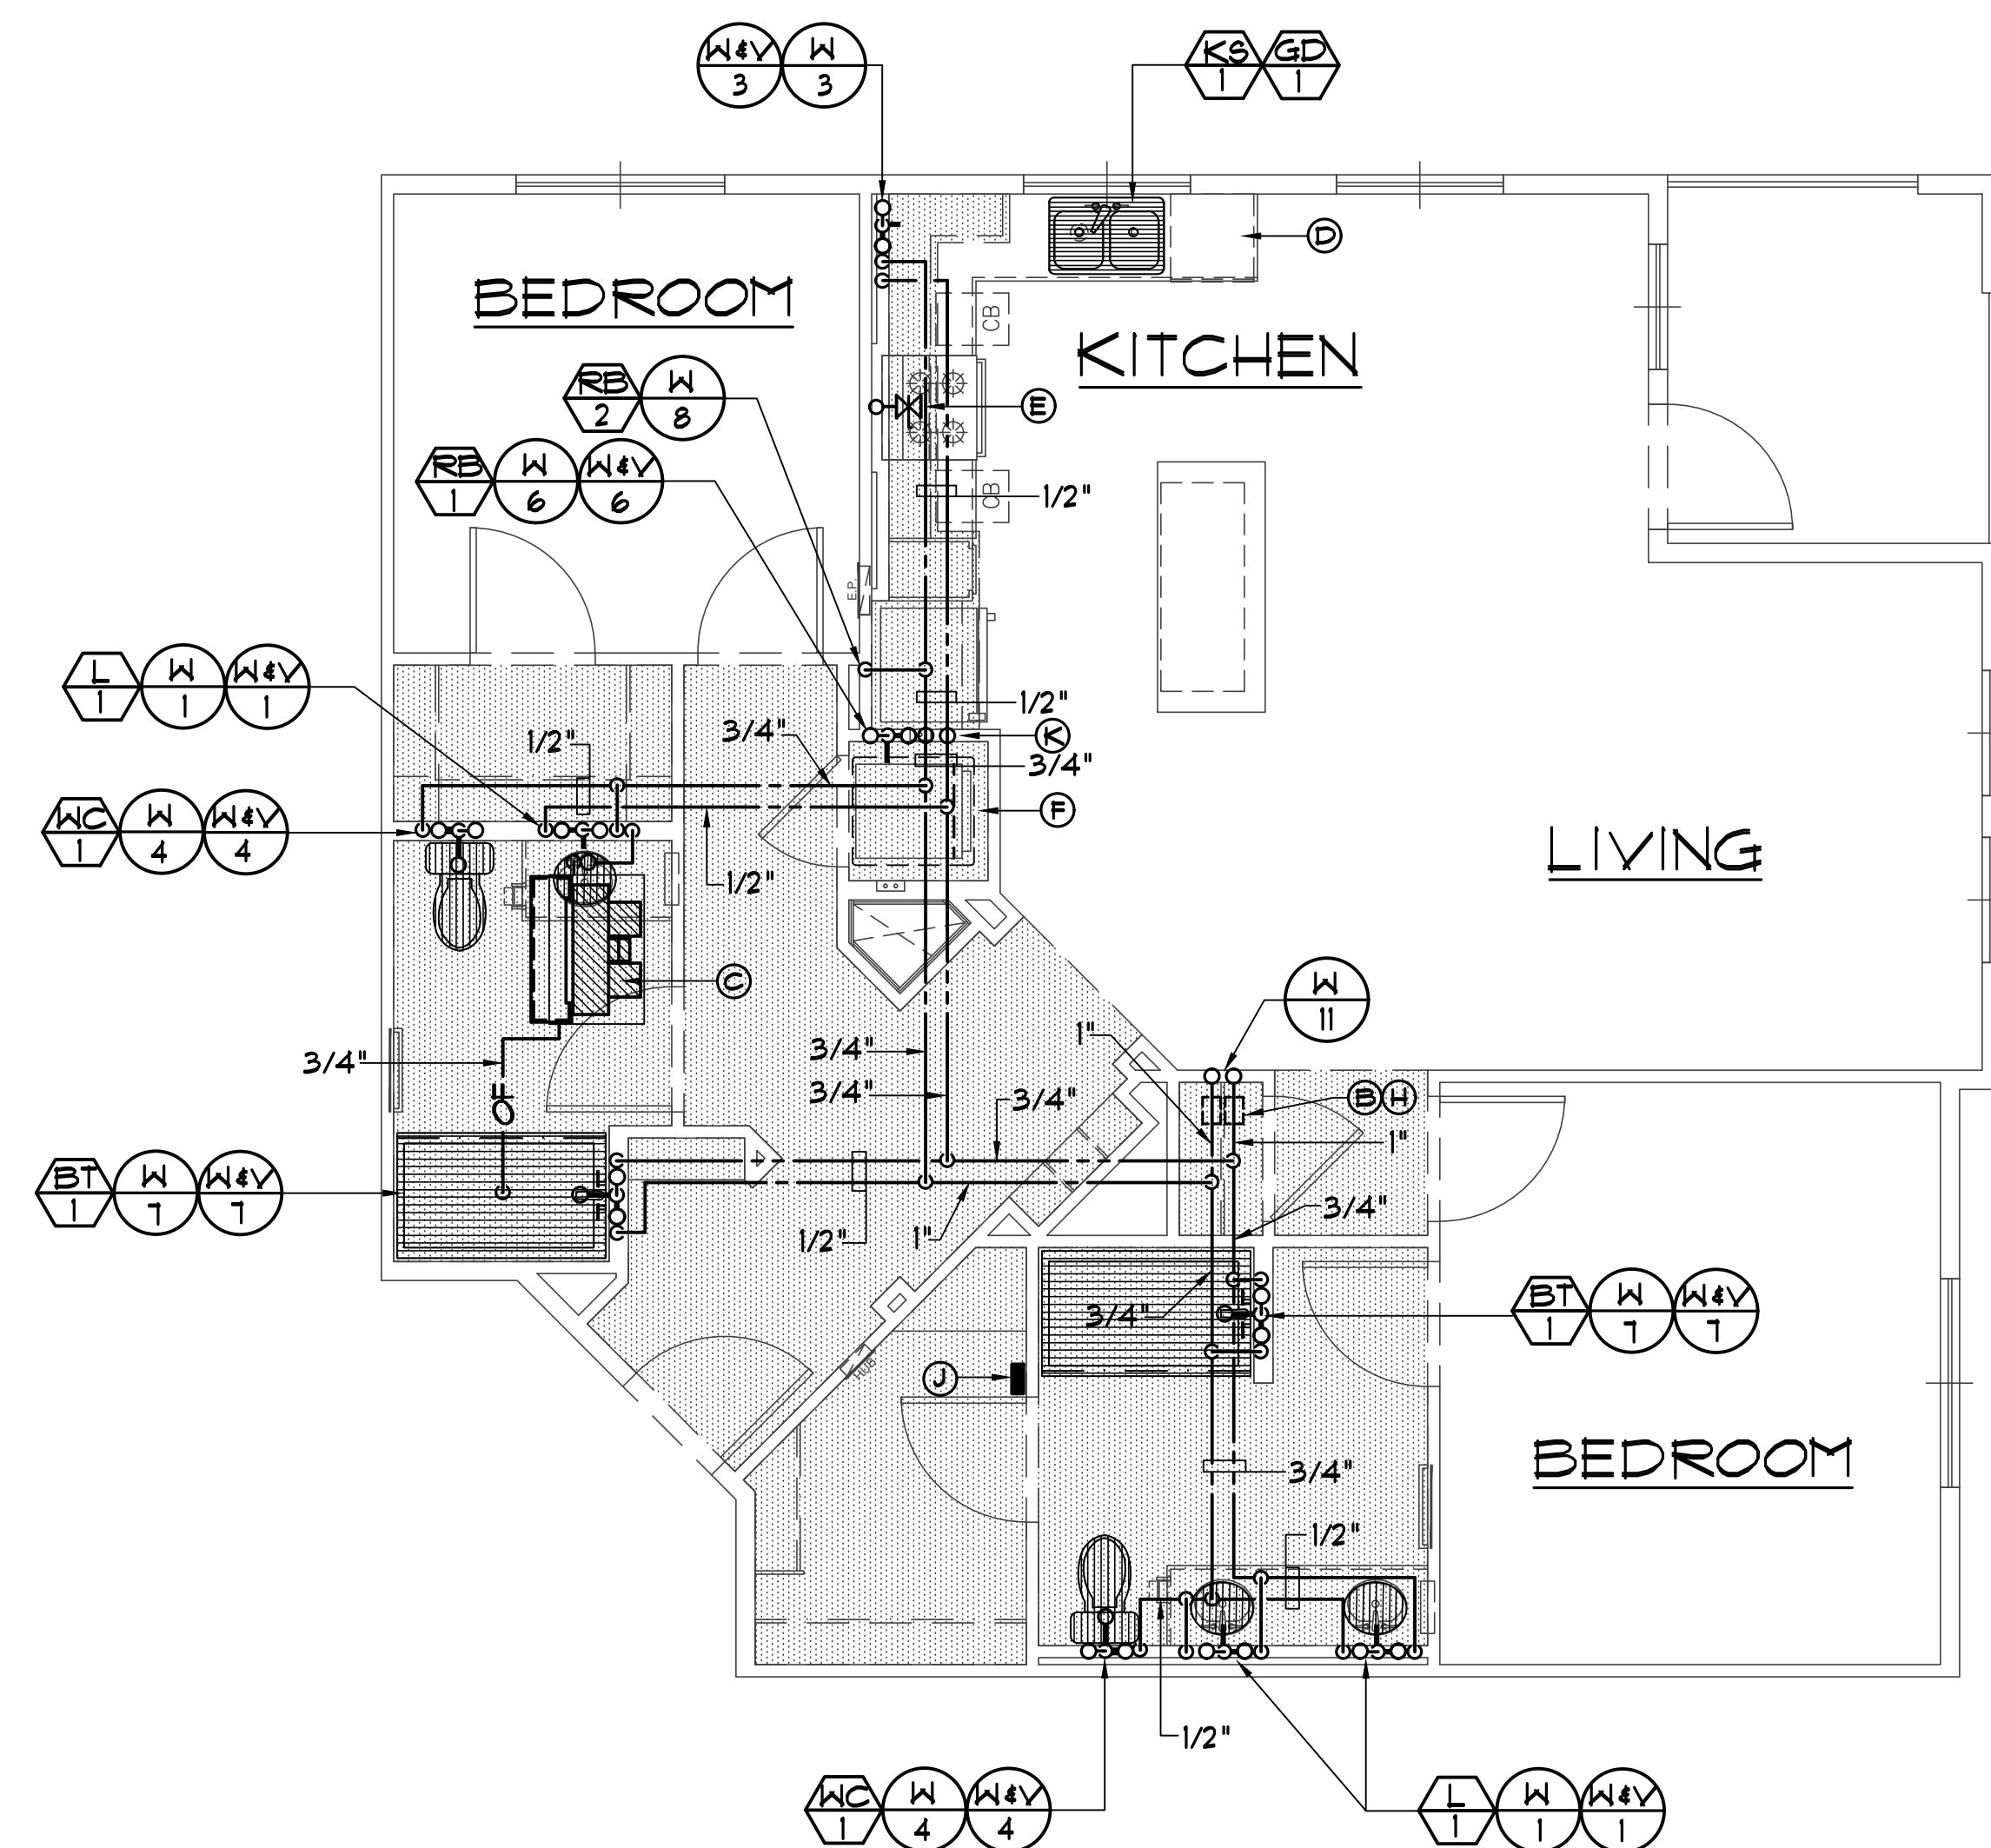 W&V W KS GD
3 3 1 1
D
BEDROOM
KITCHEN
CB
RB W
2 8
E
RB W W&V
1 6 6
CB
1/2"
E.P.
L W W&V
1 1 1
1/2"
3/4"
1/2"
K
3/4"
WC W W&V
1 4 4
F
LIVING
1/2"
C
W
11
1"
3/4"
3/4"
3/4"
3/4"
B H
1"
BT W W&V
1 7 7
3/4"
1/2"
1"
3/4"
BT W W&V
1 7 7
HUB
J
BEDROOM
3/4"
1/2"
1/2"
WC W W&V
1 4 4
L W W&V
1 1 1